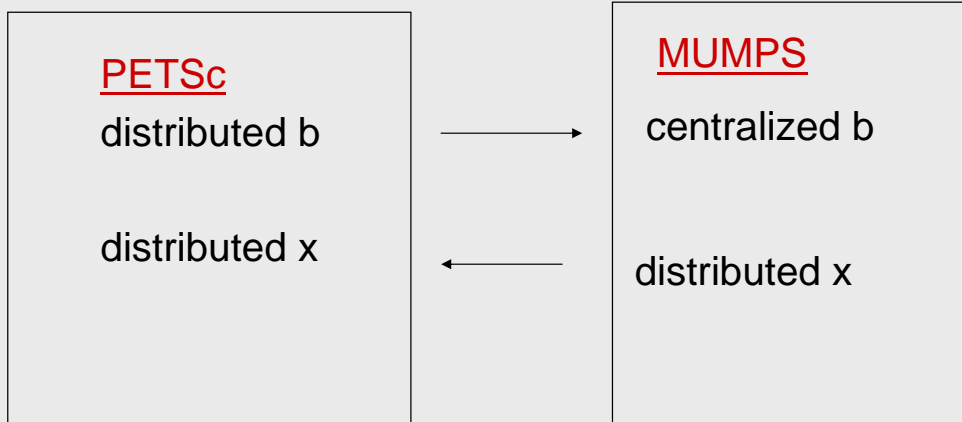 PETSc
distributed b
distributed x
MUMPS
centralized b
distributed x